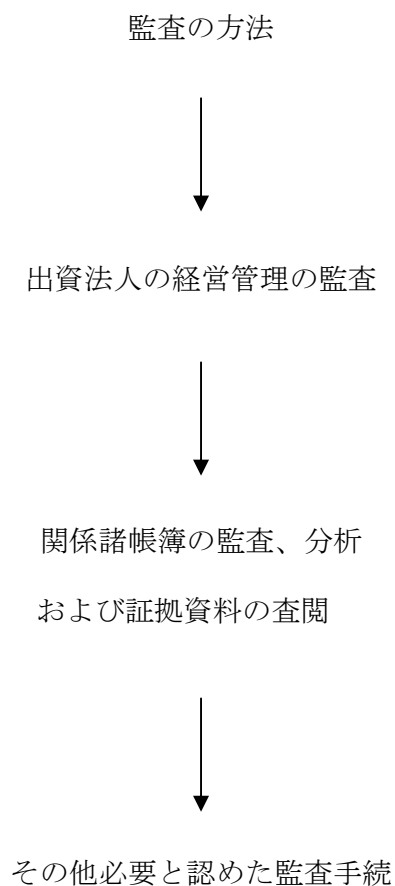 監査の方法
出資法人の経営管理の監査
関係諸帳簿の監査、分析
および証拠資料の査閲
その他必要と認めた監査手続